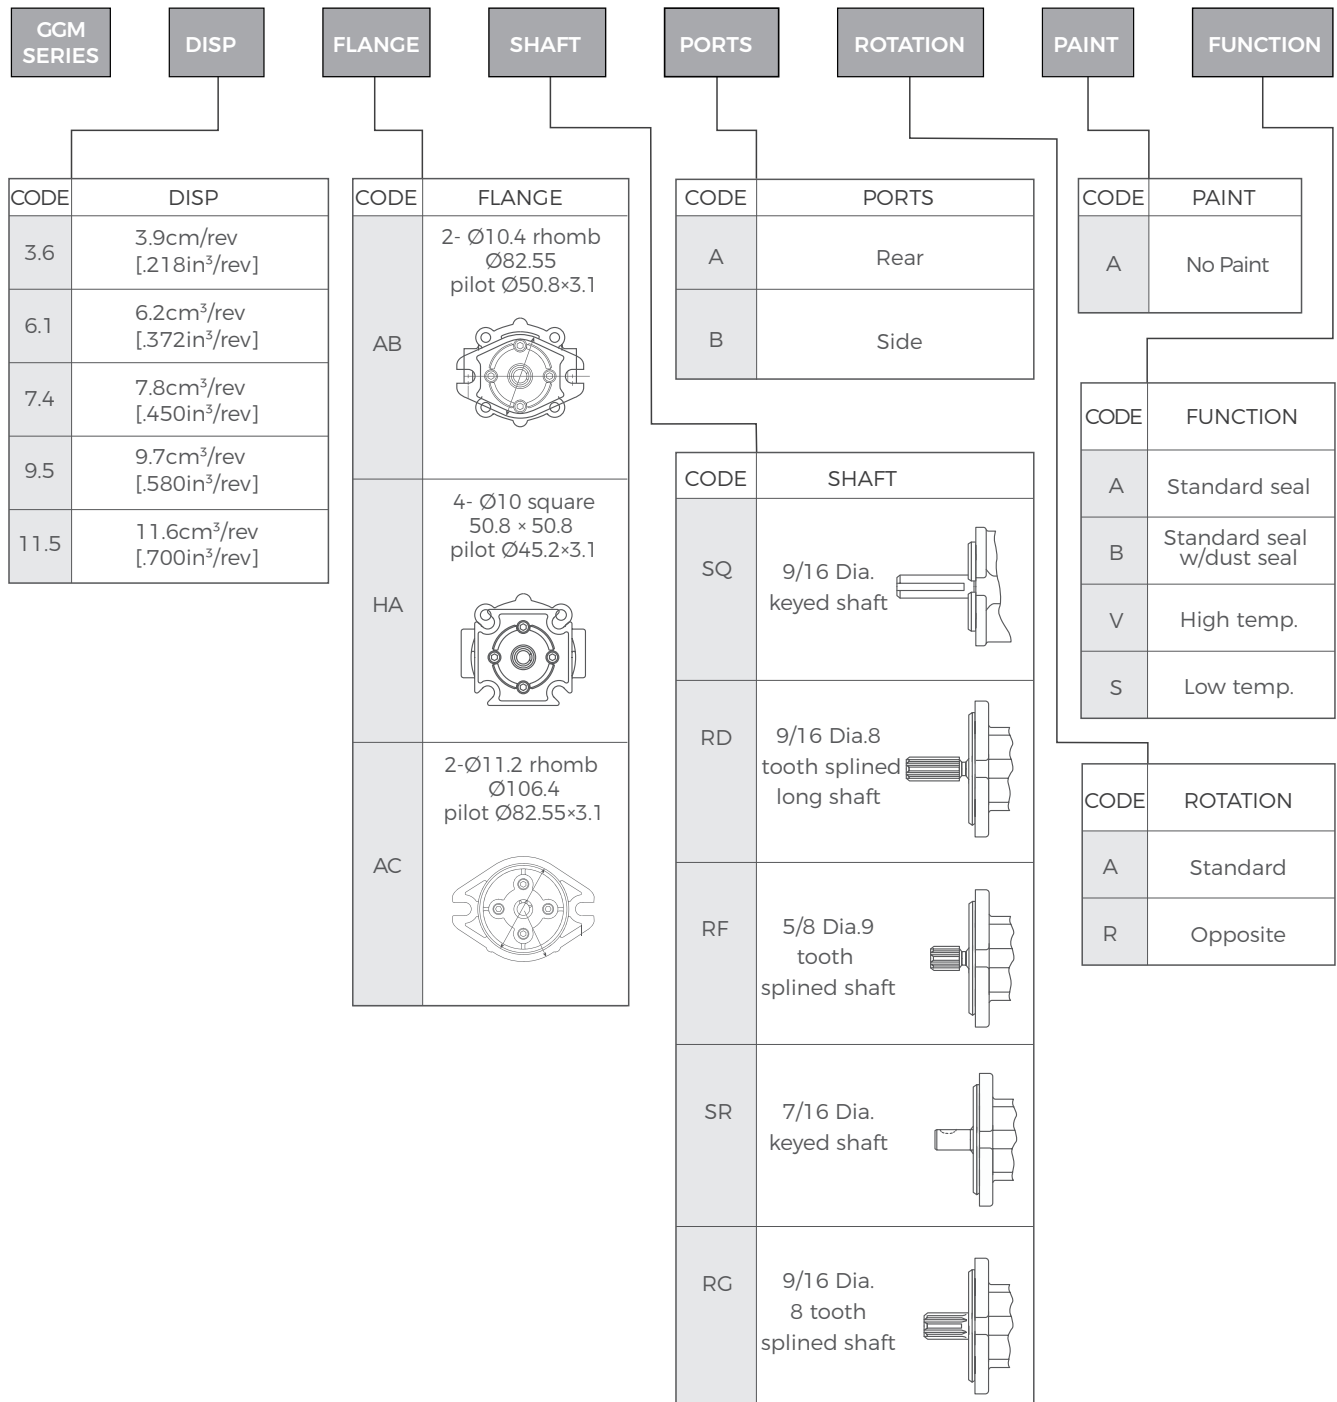 GGM
SERIES
DISP
FLANGE
SHAFT
PORTS
ROTATION
PAINT
FUNCTION
CODE DISP
3.6 3.9cm/rev
[.218in³/rev]
6.1 6.2cm³/rev
[.372in³/rev]
7.4 7.8cm³/rev
[.450in³/rev]
9.5 9.7cm³/rev
[.580in³/rev]
11.5 11.6cm³/rev
[.700in³/rev]
CODE FLANGE
AB
2- Ø10.4 rhomb
Ø82.55
pilot Ø50.8×3.1
HA
4- Ø10 square
50.8 × 50.8
pilot Ø45.2×3.1
AC
2-Ø11.2 rhomb
Ø106.4
pilot Ø82.55×3.1
CODE PORTS
A Rear
B Side
CODE SHAFT
SQ
9/16 Dia.
keyed shaft
RD
9/16 Dia.8
tooth splined
long shaft
RF
5/8 Dia.9
tooth
splined shaft
SR
7/16 Dia.
keyed shaft
RG
9/16 Dia.
8 tooth
splined shaft
CODE PAINT
A No Paint
CODE FUNCTION
A Standard seal
B Standard seal
w/dust seal
V High temp.
S Low temp.
CODE ROTATION
A Standard
R Opposite